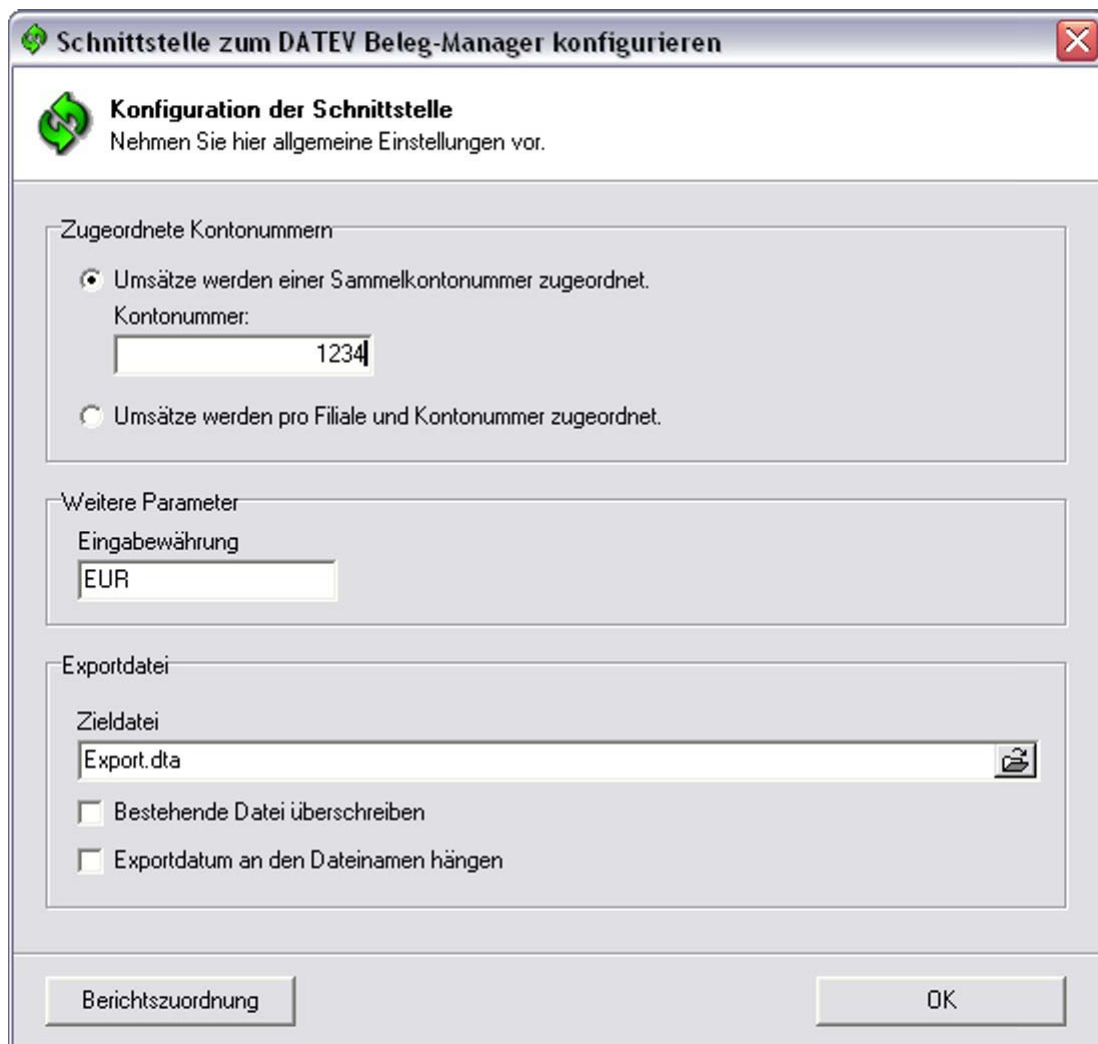 Schnittstelle zum DATEV Beleg-Manager konfigurieren
Konfiguration der Schnittstelle
Nehmen Sie hier allgemeine Einstellungen vor.
Zugeordnete Kontonummern
Umsätze werden einer Sammelkontonummer zugeordnet.
Kontonummer:
1234
Umsätze werden pro Filiale und Kontonummer zugeordnet.
Weitere Parameter
Eingabewährung
EUR
Exportdatei
Zieldatei
Export.dta
Bestehende Datei überschreiben
Exportdatum an den Dateinamen hängen
Berichtszuordnung
OK